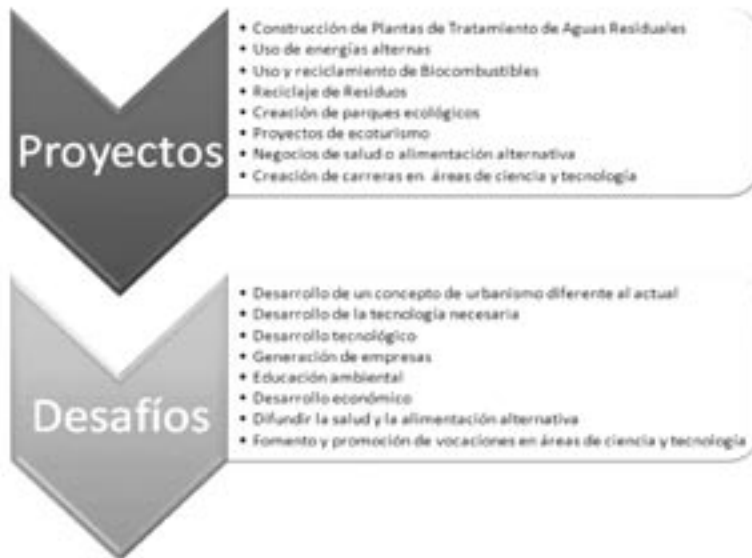 Proyectos
• Construcción de Plantas de Tratamiento de Aguas Residuales
• Uso de energías alternas
• Uso y reciclamiento de Biocombustibles
• Reciclaje de Residuos
• Creación de parques ecológicos
• Proyectos de ecoturismo
• Negocios de salud o alimentación alternativa
• Creación de carreras en áreas de ciencia y tecnología
Desafíos
• Desarrollo de un concepto de urbanismo diferente al actual
• Desarrollo de la tecnología necesaria
• Desarrollo tecnológico
• Generación de empresas
• Educación ambiental
• Desarrollo económico
• Difundir la salud y la alimentación alternativa
• Fomento y promoción de vocaciones en áreas de ciencia y tecnología